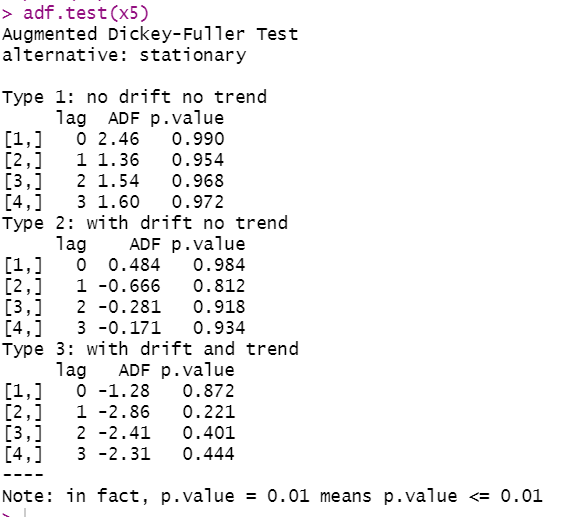 > adf.test(x5)
Augmented Dickey-Fuller Test
alternative: stationary

Type 1: no drift no trend
     lag  ADF p.value
[1,]   0 2.46   0.990
[2,]   1 1.36   0.954
[3,]   2 1.54   0.968
[4,]   3 1.60   0.972
Type 2: with drift no trend
     lag    ADF p.value
[1,]   0  0.484   0.984
[2,]   1 -0.666   0.812
[3,]   2 -0.281   0.918
[4,]   3 -0.171   0.934
Type 3: with drift and trend
     lag   ADF p.value
[1,]   0 -1.28   0.872
[2,]   1 -2.86   0.221
[3,]   2 -2.41   0.401
[4,]   3 -2.31   0.444
----
Note: in fact, p.value = 0.01 means p.value <= 0.01
>